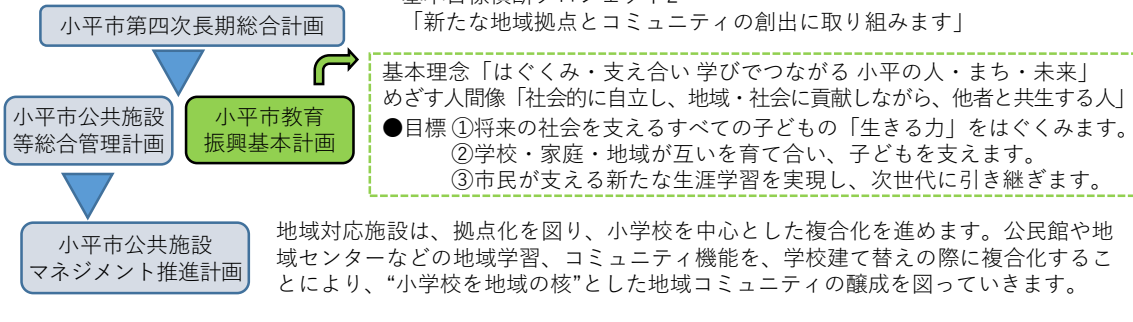 小平市第四次長期総合計画
「新たな地域拠点とコミュニティの創出に取り組みます」
基本理念「はぐくみ・支え合い 学びでつながる 小平の人・まち・未来」
めざす人間像「社会的に自立し、地域・社会に貢献しながら、他者と共生する人」
●目標 ①将来の社会を支えるすべての子どもの「生きる力」をはぐくみます。
②学校・家庭・地域が互いを育て合い、子どもを支えます。
③市民が支える新たな生涯学習を実現し、次世代に引き継ぎます。
小平市公共施設
等総合管理計画
小平市教育
振興基本計画
小平市公共施設
マネジメント推進計画
地域対応施設は、拠点化を図り、小学校を中心とした複合化を進めます。公民館や地
域センターなどの地域学習、コミュニティ機能を、学校建て替えの際に複合化するこ
とにより、“小学校を地域の核”とした地域コミュニティの醸成を図っていきます。